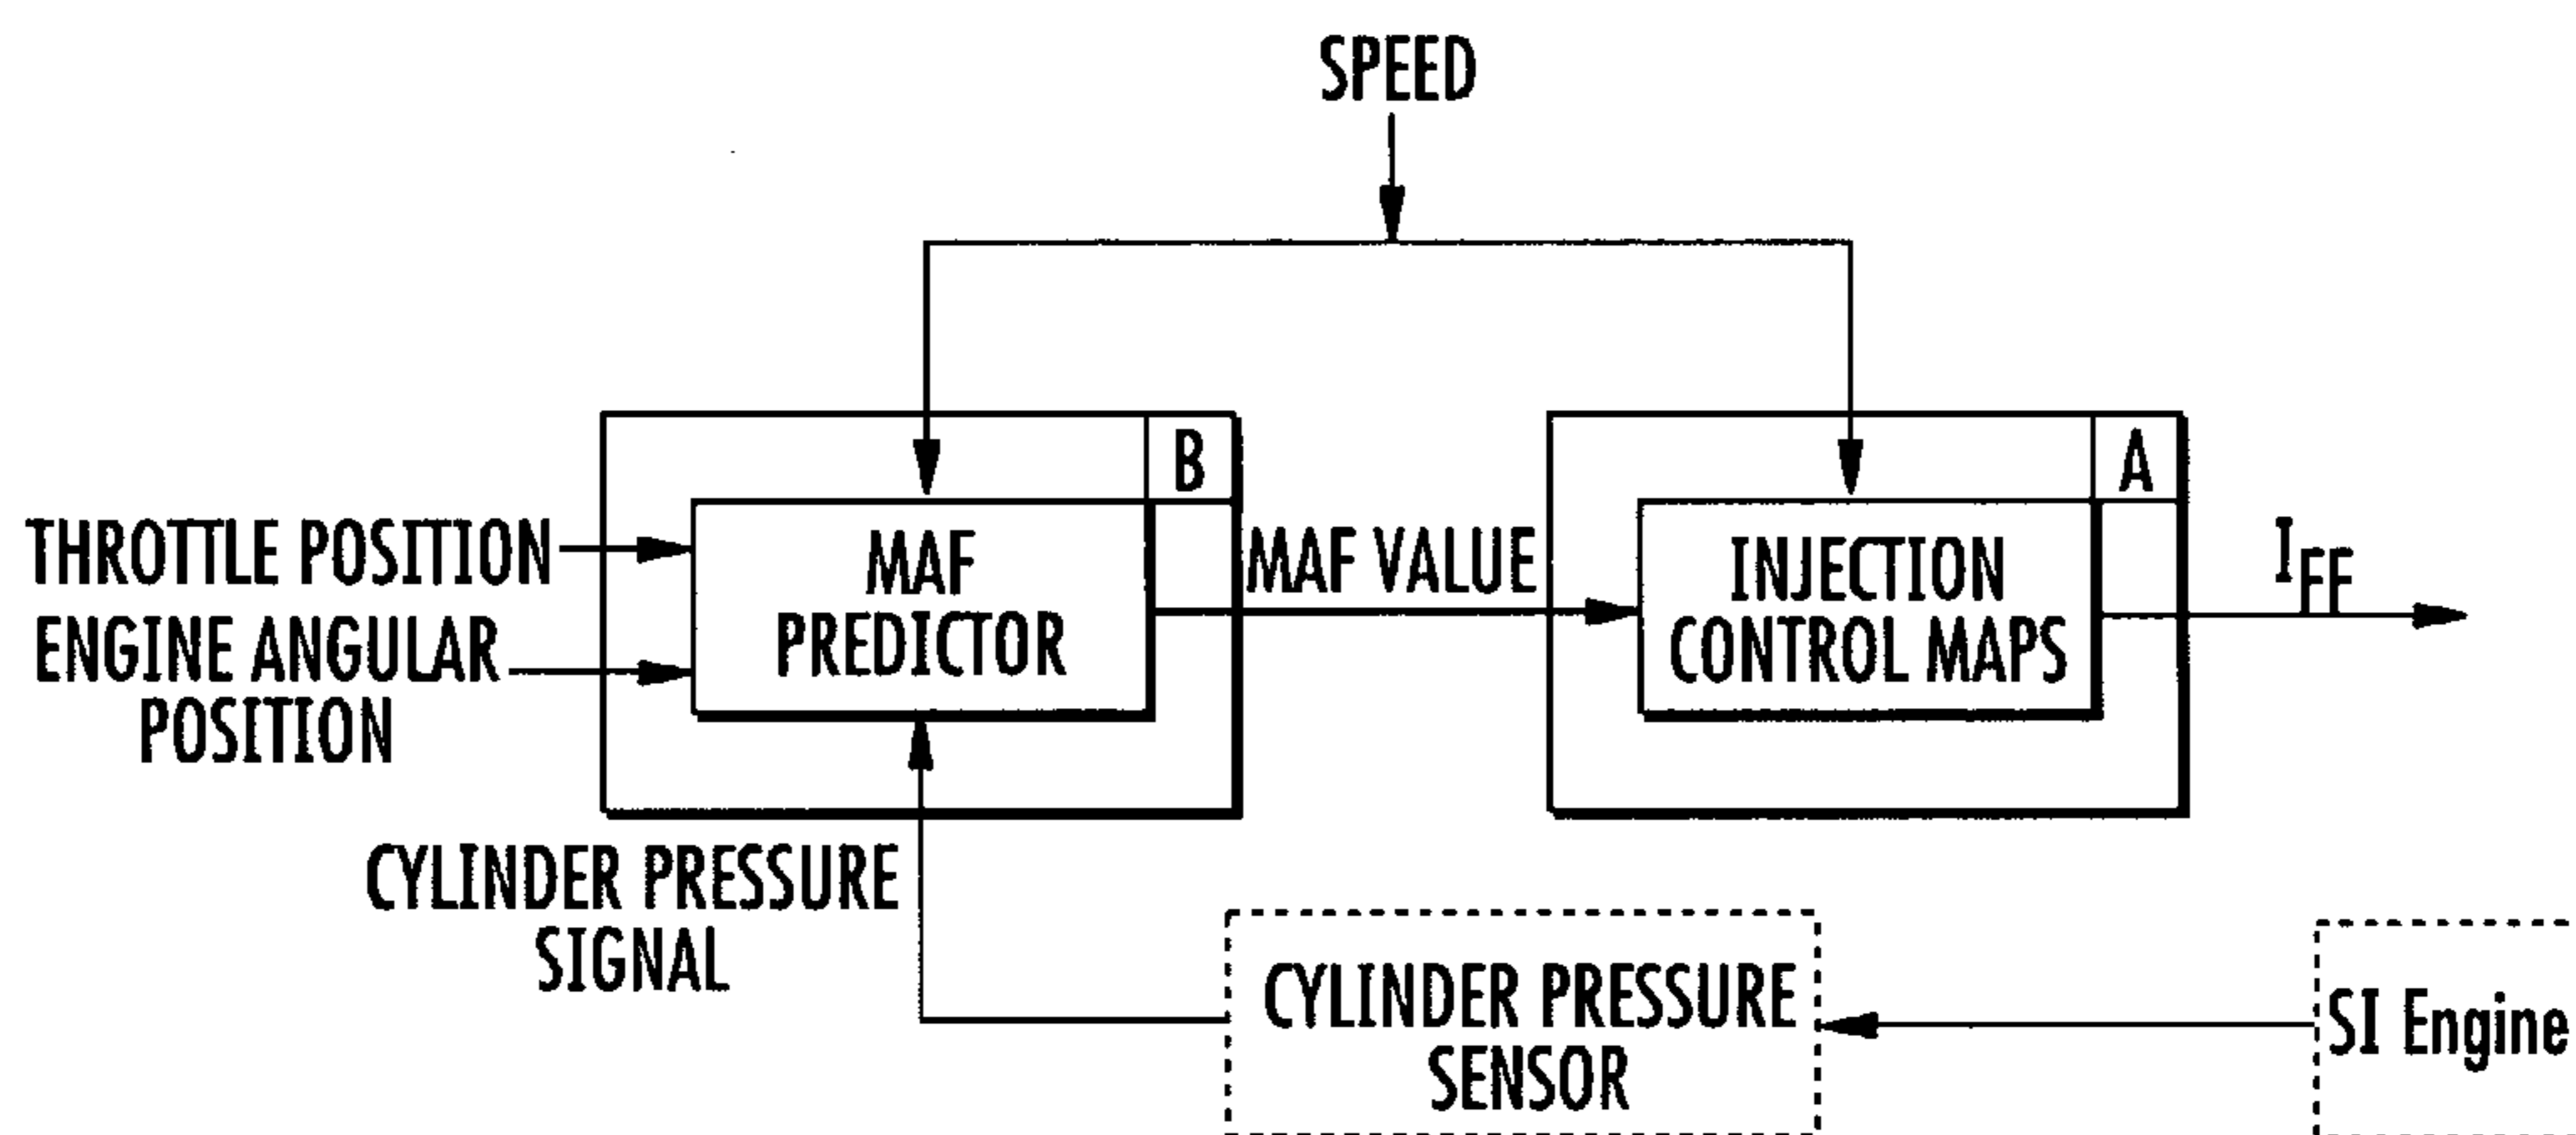 SPEED
B
A
THROTTLE POSITION
ENGINE ANGULAR
POSITION
MAF
PREDICTOR
MAF VALUE
INJECTION
CONTROL MAPS
IFF
CYLINDER PRESSURE
SIGNAL
CYLINDER PRESSURE
SENSOR
SI Engine